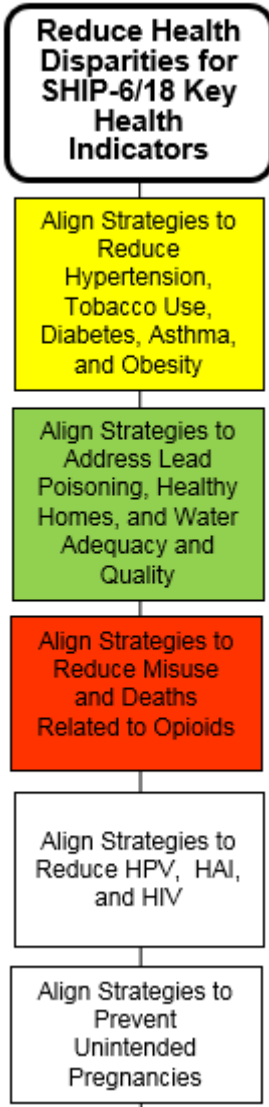 Reduce Health
Disparities for
SHIP-6/18 Key
Health
Indicators
Align Strategies to
Reduce
Hypertension,
Tobacco Use,
Diabetes, Asthma,
and Obesity
Align Strategies to
Address Lead
Poisoning, Healthy
Homes, and Water
Adequacy and
Quality
Align Strategies to
Reduce Misuse
and Deaths
Related to Opioids
Align Strategies to
Reduce HPV, HAI,
and HIV
Align Strategies to
Prevent
Unintended
Pregnancies